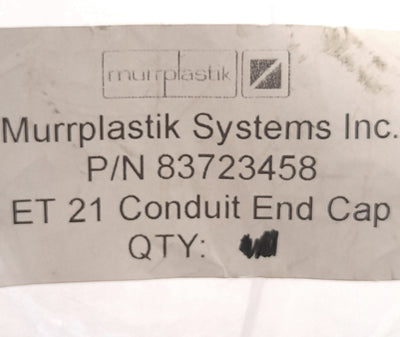 murrplastik
Murrplastik Systems Inc.
P/N 83723458
ET 21 Conduit End Cap
QTY: